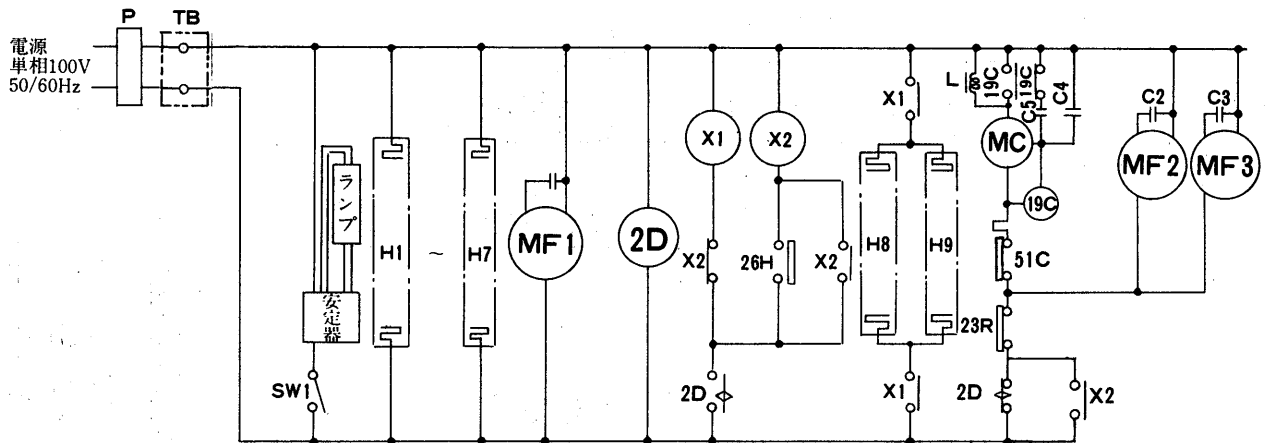 P
TB
電源
単相100V
50/60Hz
ランプ
安定器
SW1
H1
~
H7
MF1
2D
X1
X2
X2
26H
X2
2D
X1
H8
H9
X1
L
19C
19C
C5
C4
MC
19C
51C
23R
2D
X2
C2
MF2
C3
MF3